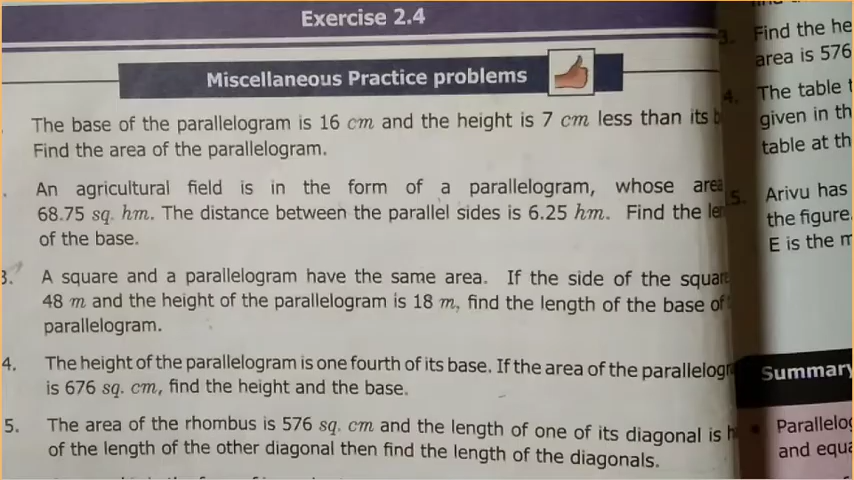 Exercise 2.4
Miscellaneous Practice problems
The base of the parallelogram is 16 cm and the height is 7 cm less than its
Find the area of the parallelogram.
An agricultural field is in the form of a parallelogram, whose area
68.75 sq. hm. The distance between the parallel sides is 6.25 hm. Find the
of the base.
3. A square and a parallelogram have the same area. If the side of the square
48 m and the height of the parallelogram is 18 m, find the length of the base of
parallelogram.
4. The height of the parallelogram is one fourth of its base. If the area of the
is 676 sq. cm, find the height and the base.
5. The area of the rhombus is 576 sq. cm and the length of one of its diagonal is
of the length of the other diagonal then find the length of the diagonals.
3. Find the he
area is 576
4. The table
given in th
table at th
5. Arivu has
the figure.
E is the m
Summary
Parallelog
and equa